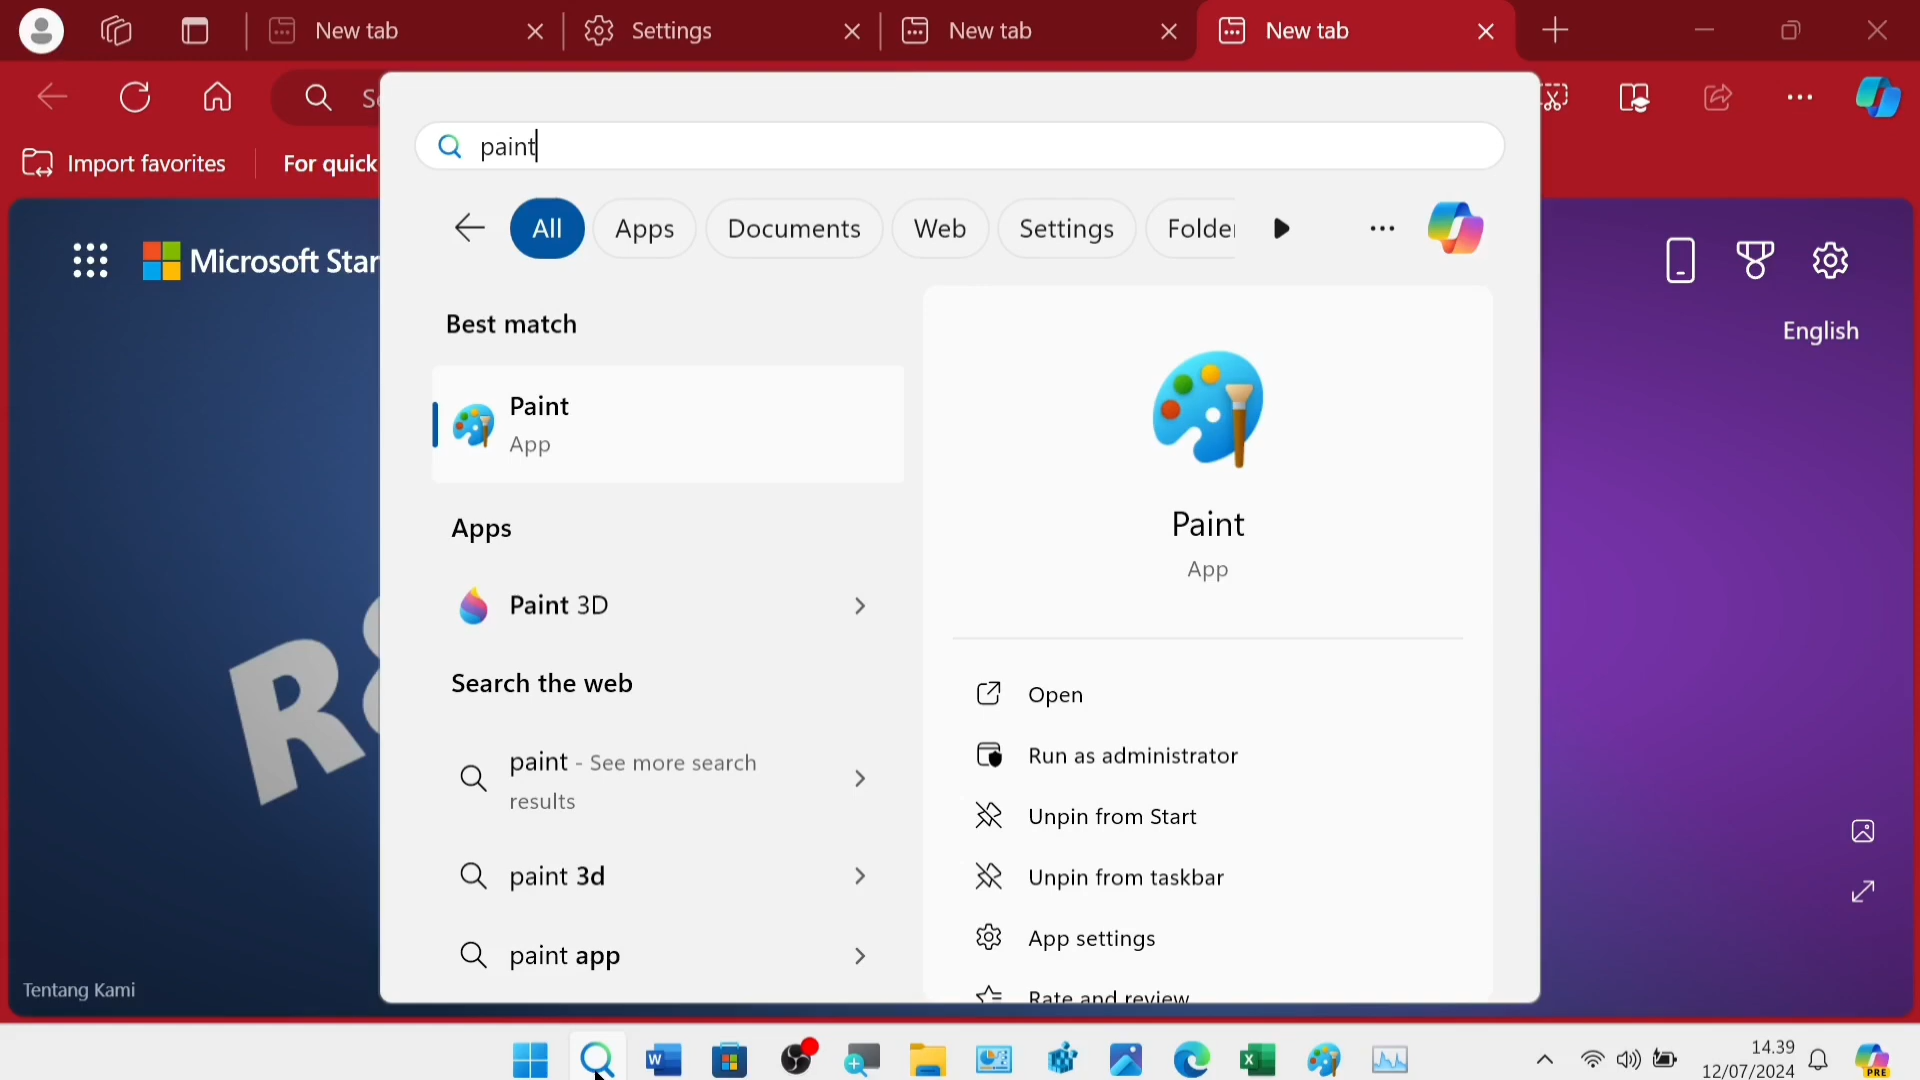 New tab
Settings
New tab
New tab
Import favorites
For quick
paint
All
Apps
Documents
Web
Settings
Folder
Microsoft Star
English
Best match
Paint
App
Apps
Paint 3D
Search the web
paint - See more search
results
paint 3d
paint app
Paint
App
Open
Run as administrator
Unpin from Start
Unpin from taskbar
App settings
Rate and review
Tentang Kami
14.39
12/07/2024
PRE